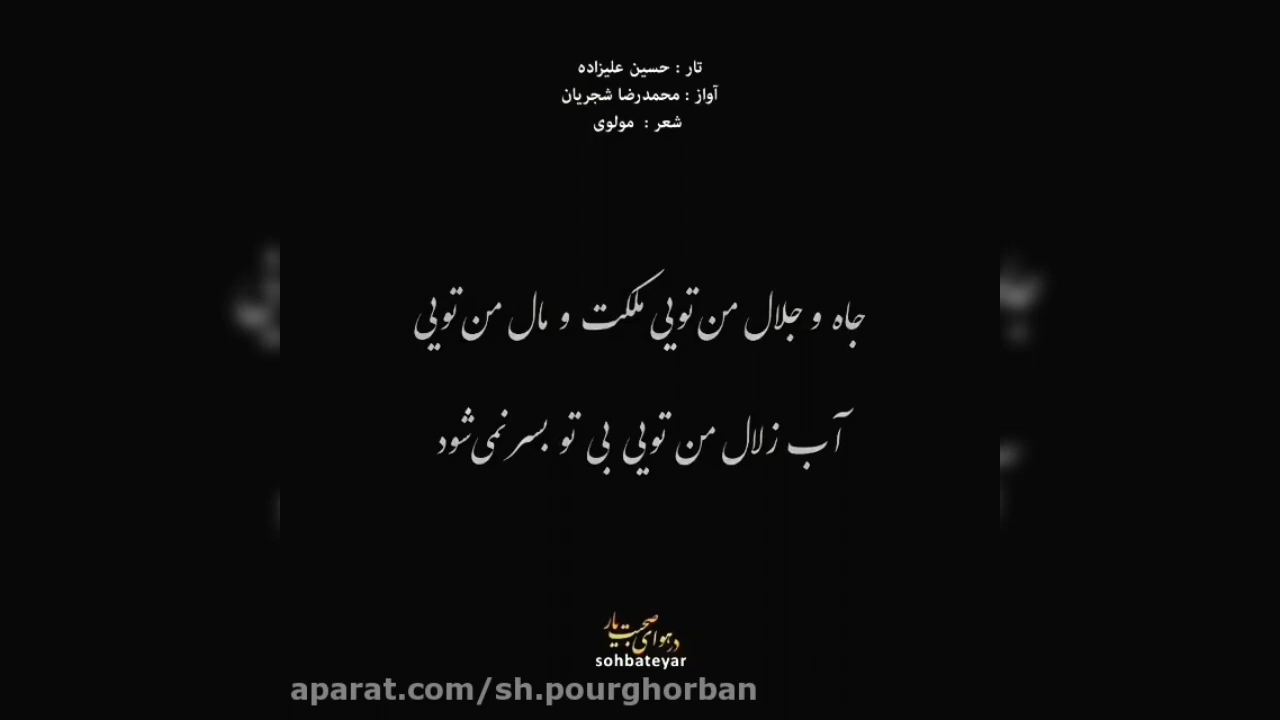 تار : حسین علیزاده
آواز : محمدرضا شجریان
شعر : مولوی
جاه و جلال من تویی ملکت و مال من تویی
آب زلال من تویی بی تو بسر نمی‌شود
در هوای صحبت یار
sohbateyar
aparat.com/sh.pourghorban